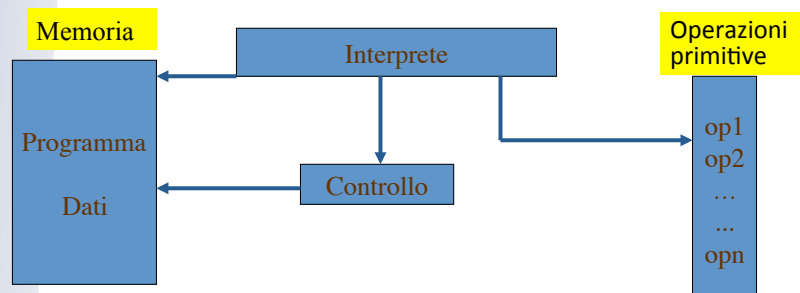 Memoria
Programma
Dati
Interprete
Controllo
Operazioni
primitive
op1
op2
...
...
opn